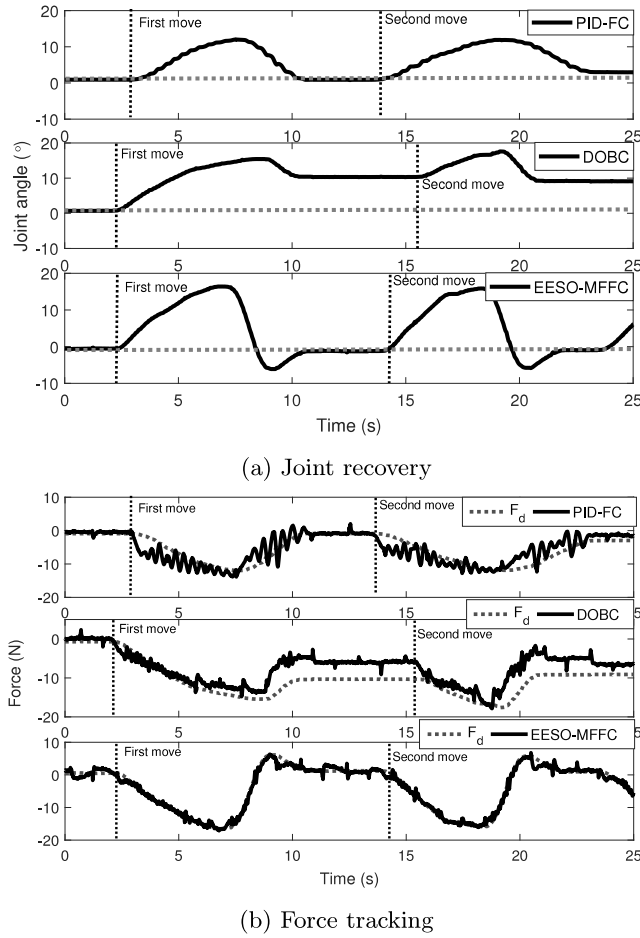 20
10
0
-10
First move
Second move
PID-FC
0 5 10 15 20 25
Joint angle (°)
20
10
0
-10
First move
Second move
DOBC
0 5 10 15 20 25
20
10
0
-10
First move
Second move
EESO-MFFC
0 5 10 15 20 25
Time (s)
(a) Joint recovery
10
0
-10
-20
First move
Second move
F_d PID-FC
0 5 10 15 20 25
Force (N)
10
0
-10
-20
First move
Second move
F_d DOBC
0 5 10 15 20 25
10
0
-10
-20
First move
Second move
F_d EESO-MFFC
0 5 10 15 20 25
Time (s)
(b) Force tracking